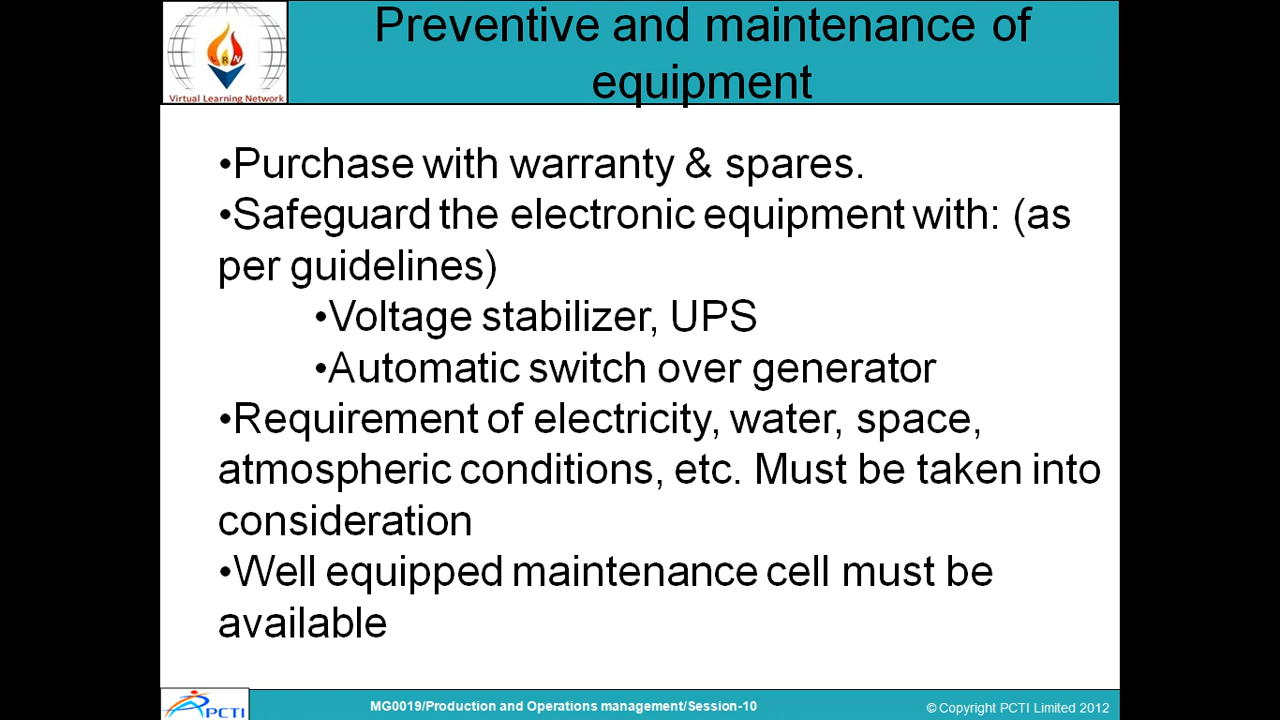 Preventive and maintenance of
equipment
LRN
Virtual Learning Network
•Purchase with warranty & spares.
•Safeguard the electronic equipment with: (as
per guidelines)
•Voltage stabilizer, UPS
•Automatic switch over generator
•Requirement of electricity, water, space,
atmospheric conditions, etc. Must be taken into
consideration
•Well equipped maintenance cell must be
available
PCTI
MG0019/Production and Operations management/Session-10
© Copyright PCTI Limited 2012